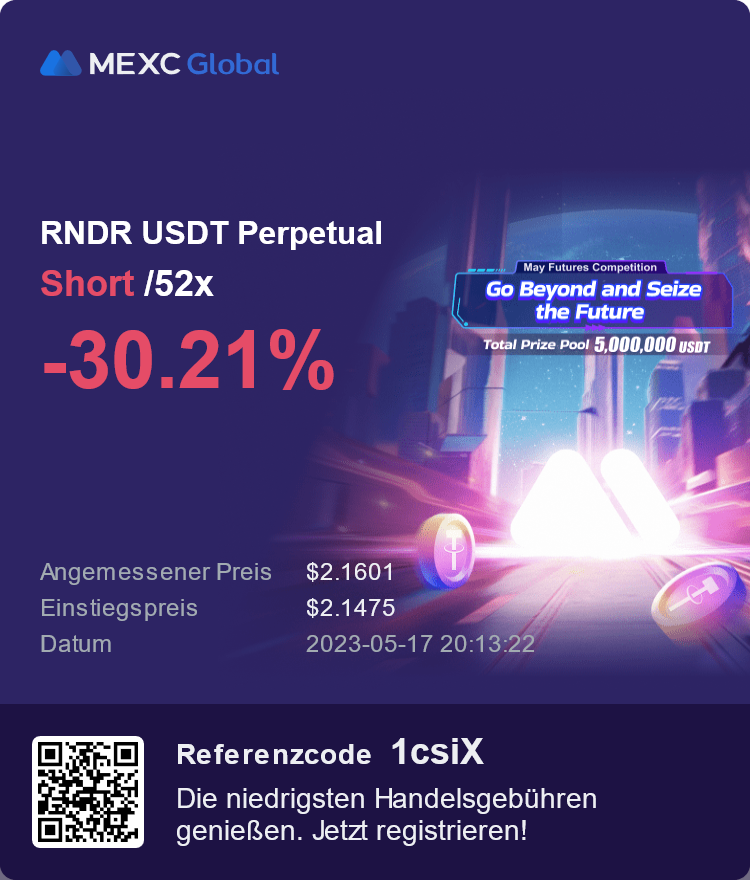 MEXC Global
RNDR USDT Perpetual
Short /52x
-30.21%
May Futures Competition
Go Beyond and Seize
the Future
Total Prize Pool 5,000,000 USDT
Angemessener Preis $2.1601
Einstiegspreis $2.1475
Datum 2023-05-17 20:13:22
Referenzcode 1csiX
Die niedrigsten Handelsgebühren
genießen. Jetzt registrieren!